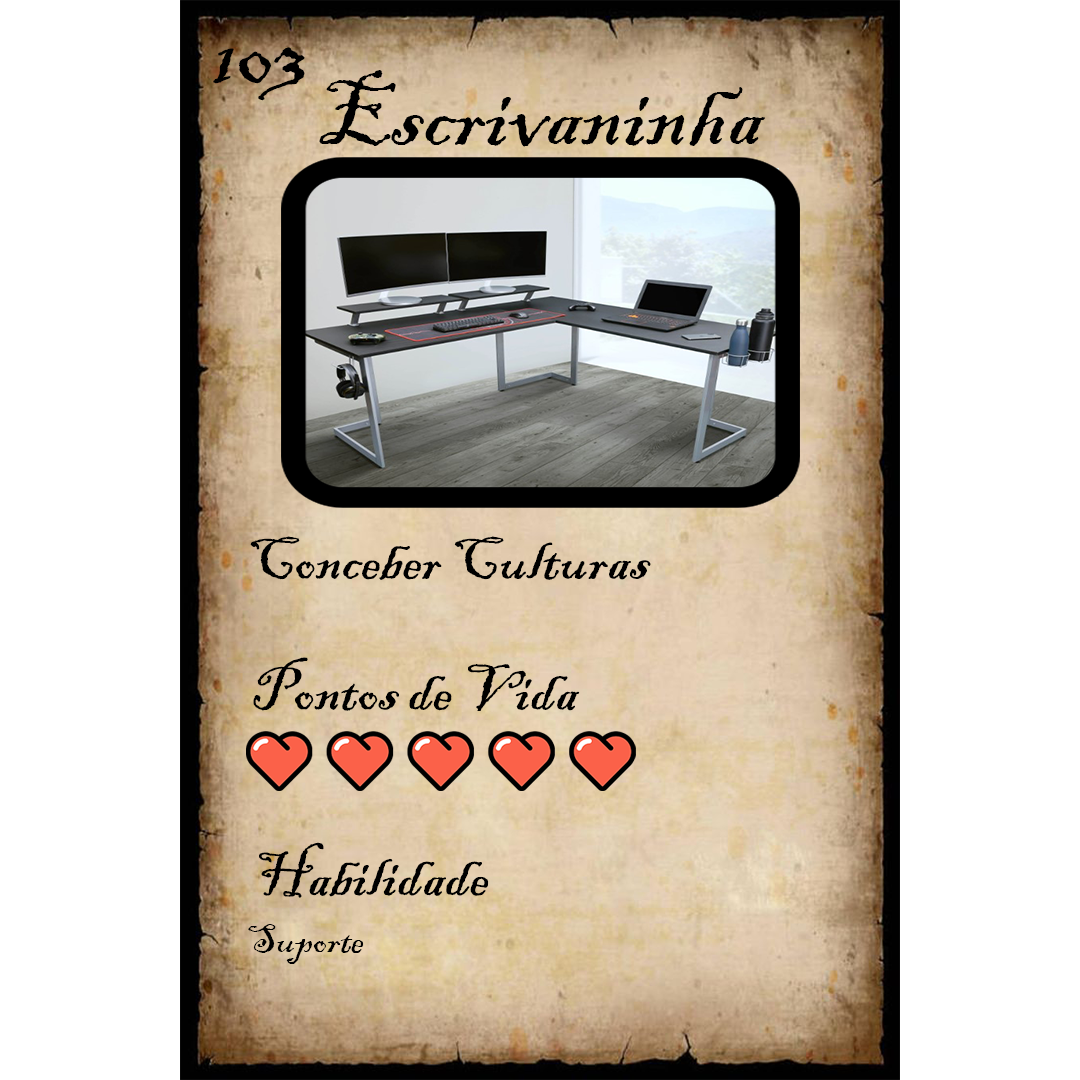 103
Escrivaninha
Conceber Culturas
Pontos de Vida
Habilidade
Suporte